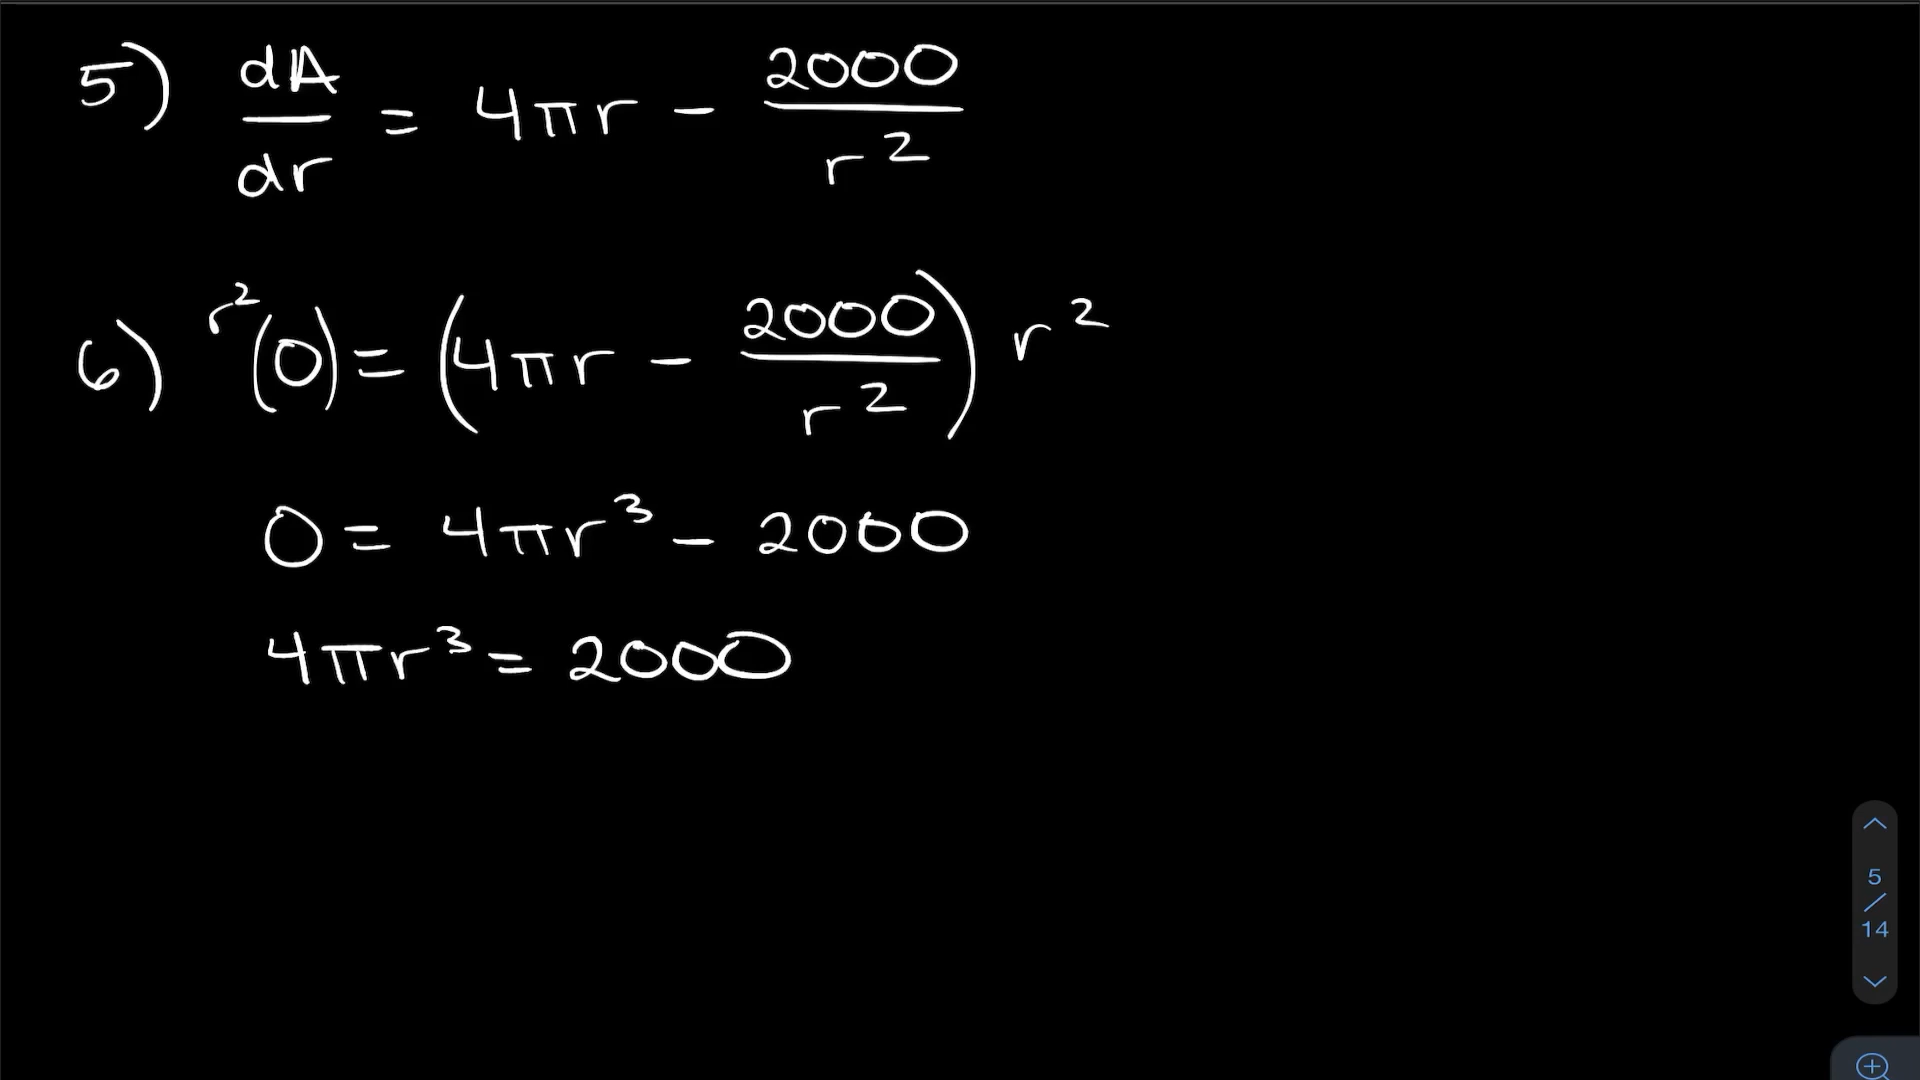 5) dA/dr = 4πr - 2000/r²
6) r²(0) = (4πr - 2000/r²) r²
0 = 4πr³ - 2000
4πr³ = 2000
5
/
14